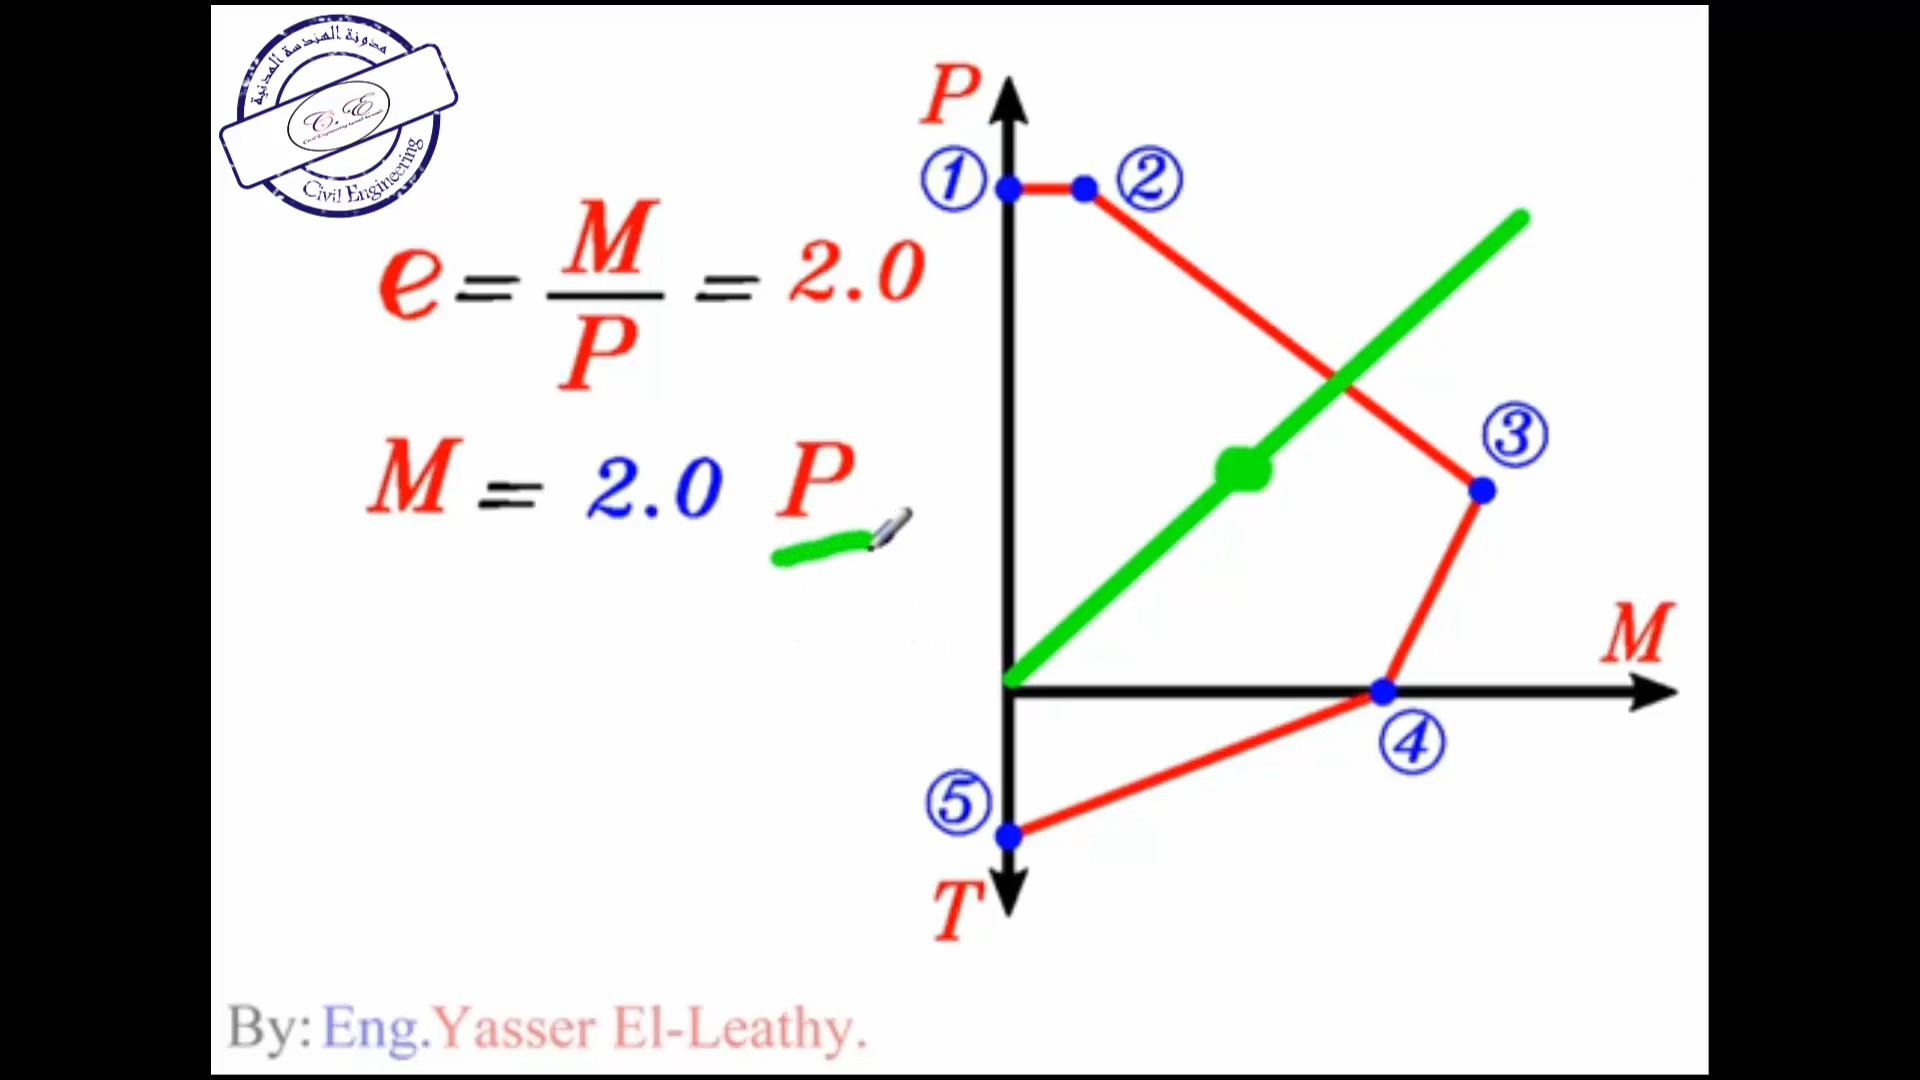 مدونة الهندسة المدنية
C.E
Civil Engineering
e = M / P = 2.0
M = 2.0 P
P
① ②
③
M
④
⑤
T
By: Eng.Yasser El-Leathy.